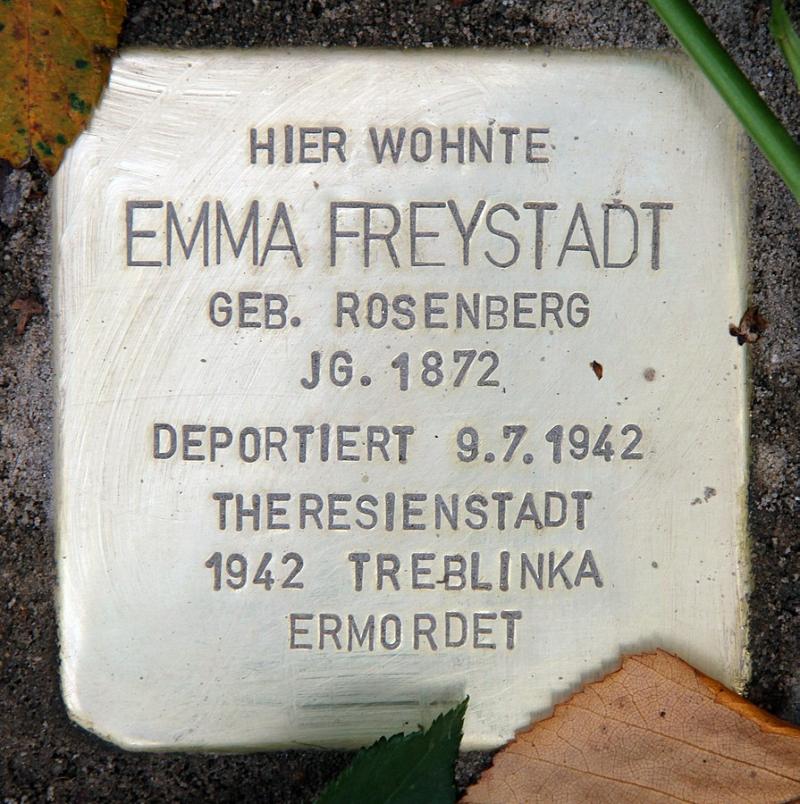 HIER WOHNTE
EMMA FREYSTADT
GEB. ROSENBERG
JG. 1872
DEPORTIERT 9.7.1942
THERESIENSTADT
1942 TREBLINKA
ERMORDET